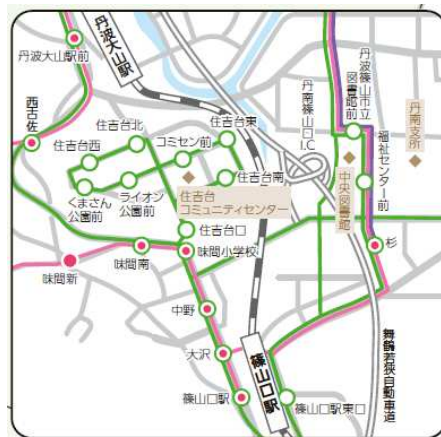 丹波大山駅前
丹波大山駅
西古佐
住吉台北
住吉台西
コミセン前
住吉台東
住吉台南
くまさん
公園前
ライオン
公園前
住吉台
コミュニティセンター
住吉台口
味間小学校
味間南
味間新
中野
大沢
篠山口駅
篠山口駅
篠山口駅東口
丹南篠山口
I.C
丹波篠山市立
図書館前
中央図書館
福祉センター前
丹南支所
杉
舞鶴若狭自動車道